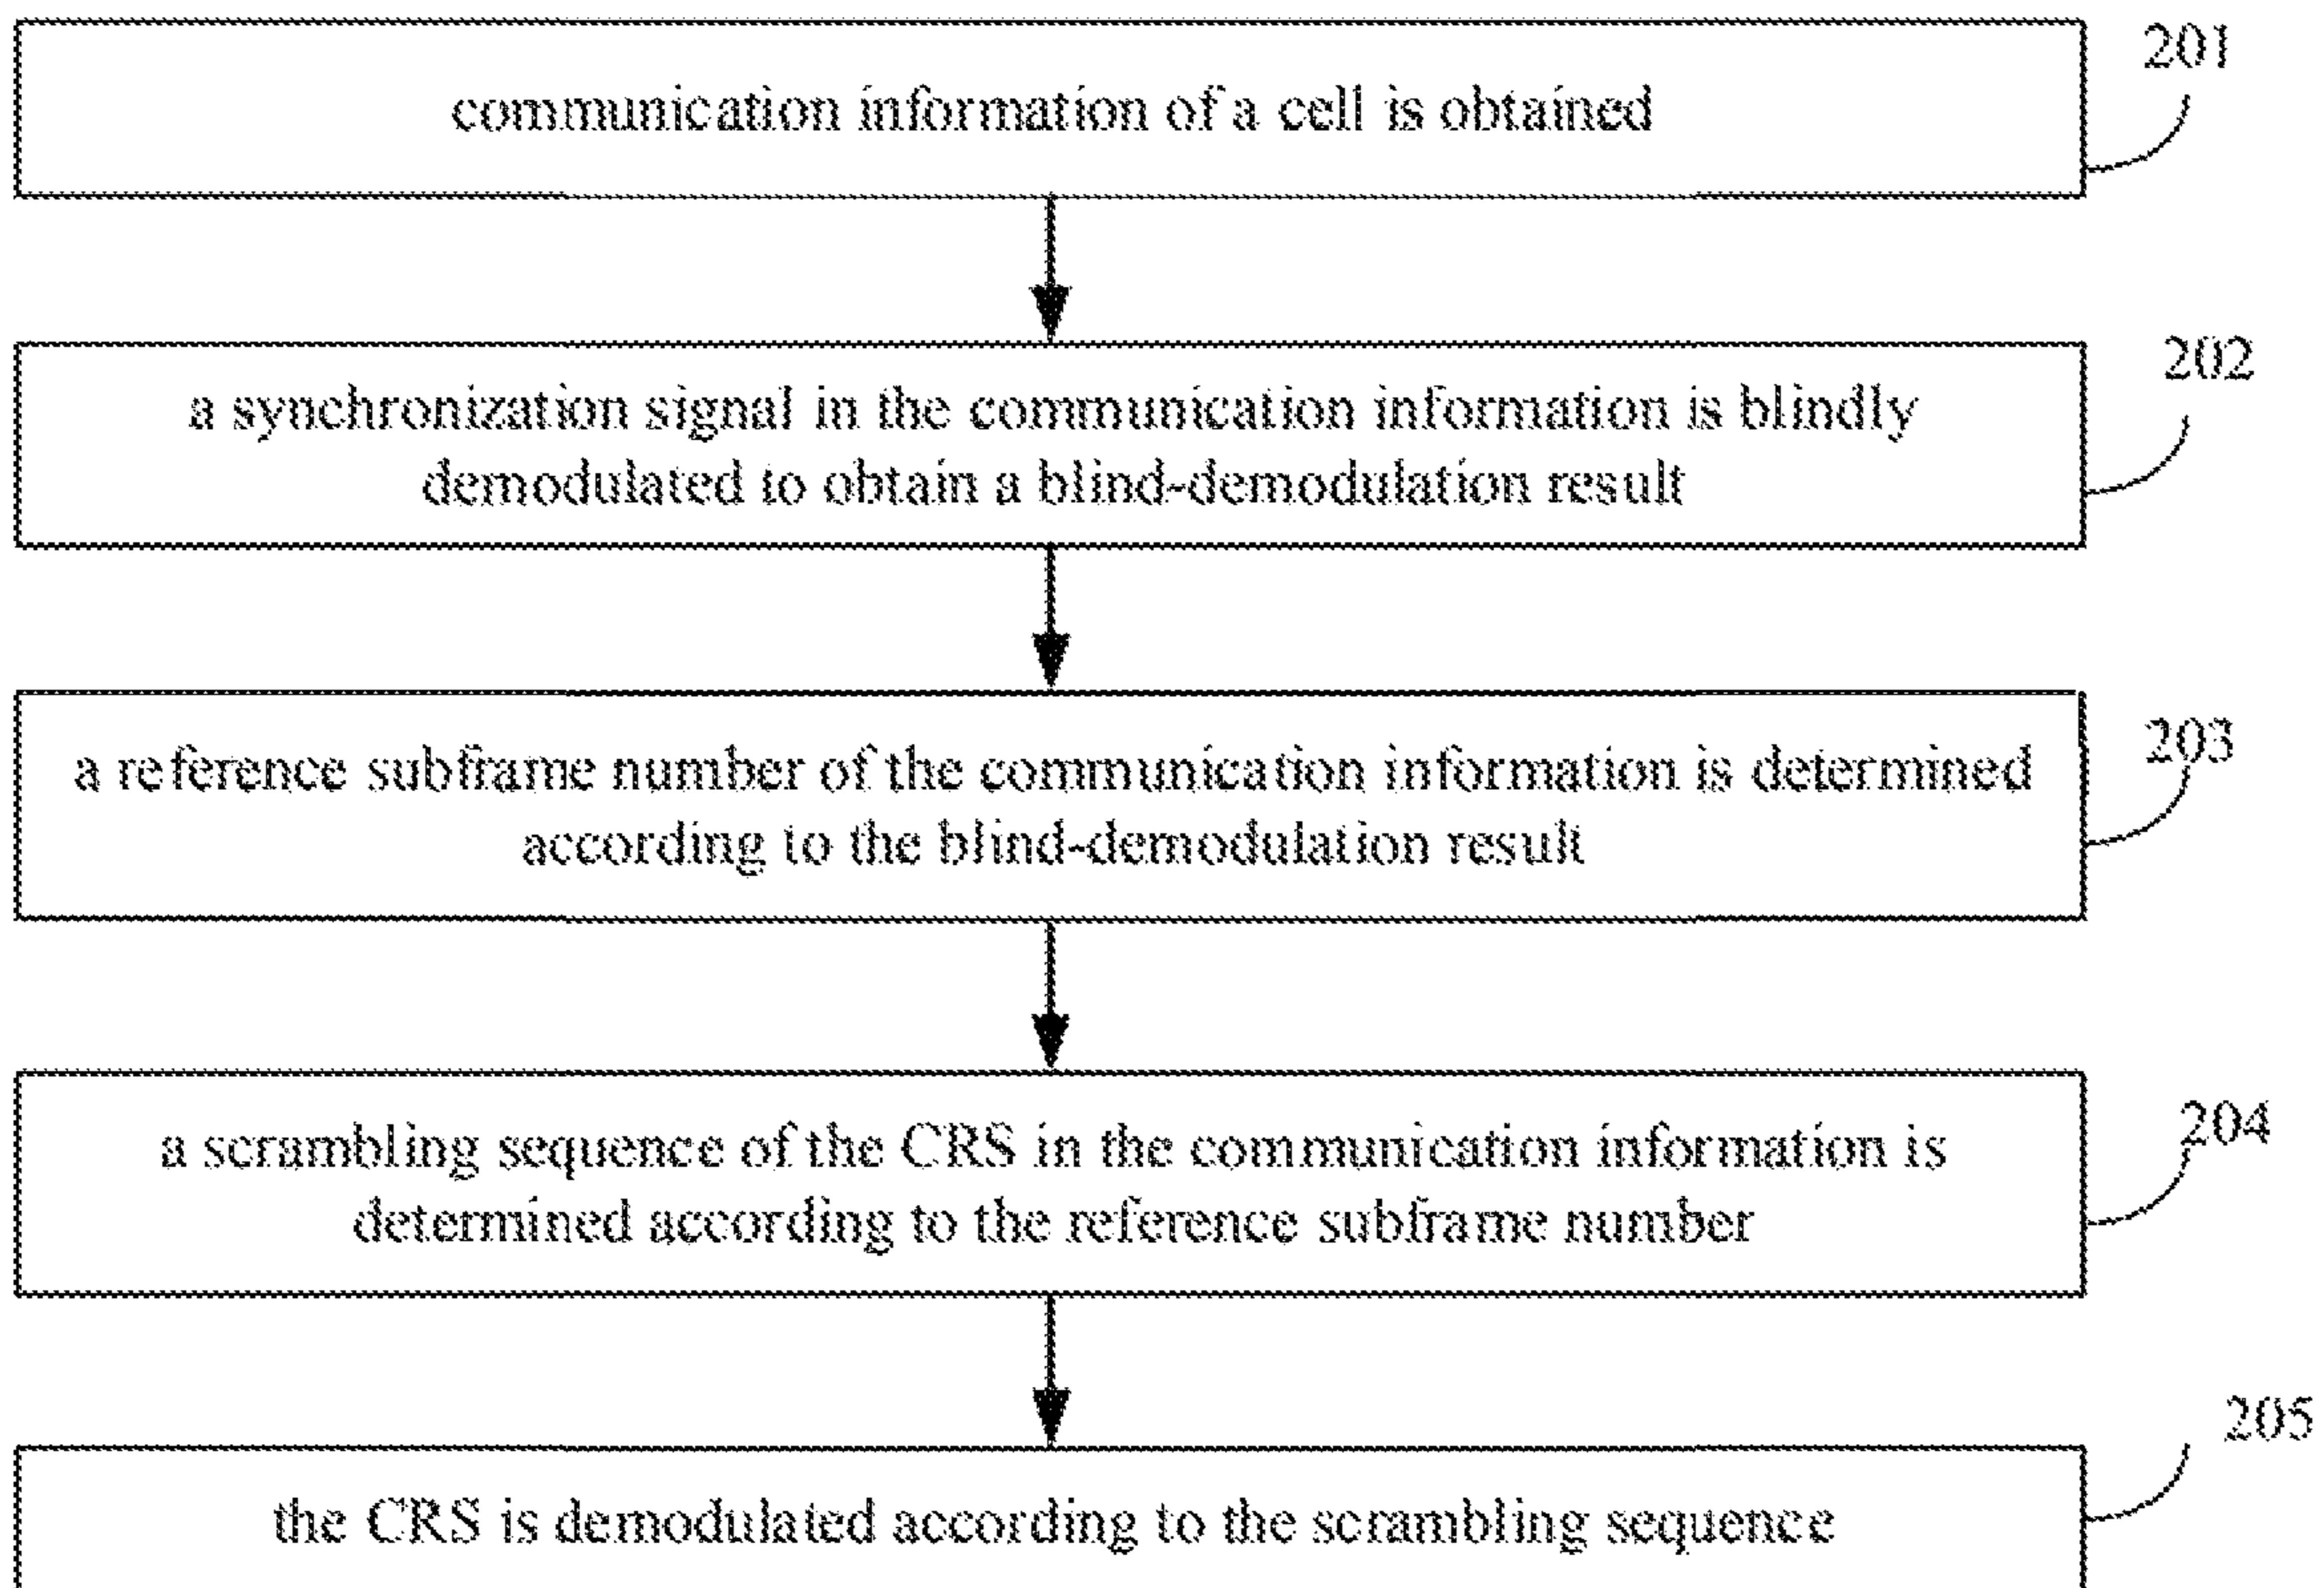 201
communication information of a cell is obtained
202
a synchronization signal in the communication information is blindly
demodulated to obtain a blind-demodulation result
203
a reference subframe number of the communication information is determined
according to the blind-demodulation result
204
a scrambling sequence of the CRS in the communication information is
determined according to the reference subframe number
205
the CRS is demodulated according to the scrambling sequence